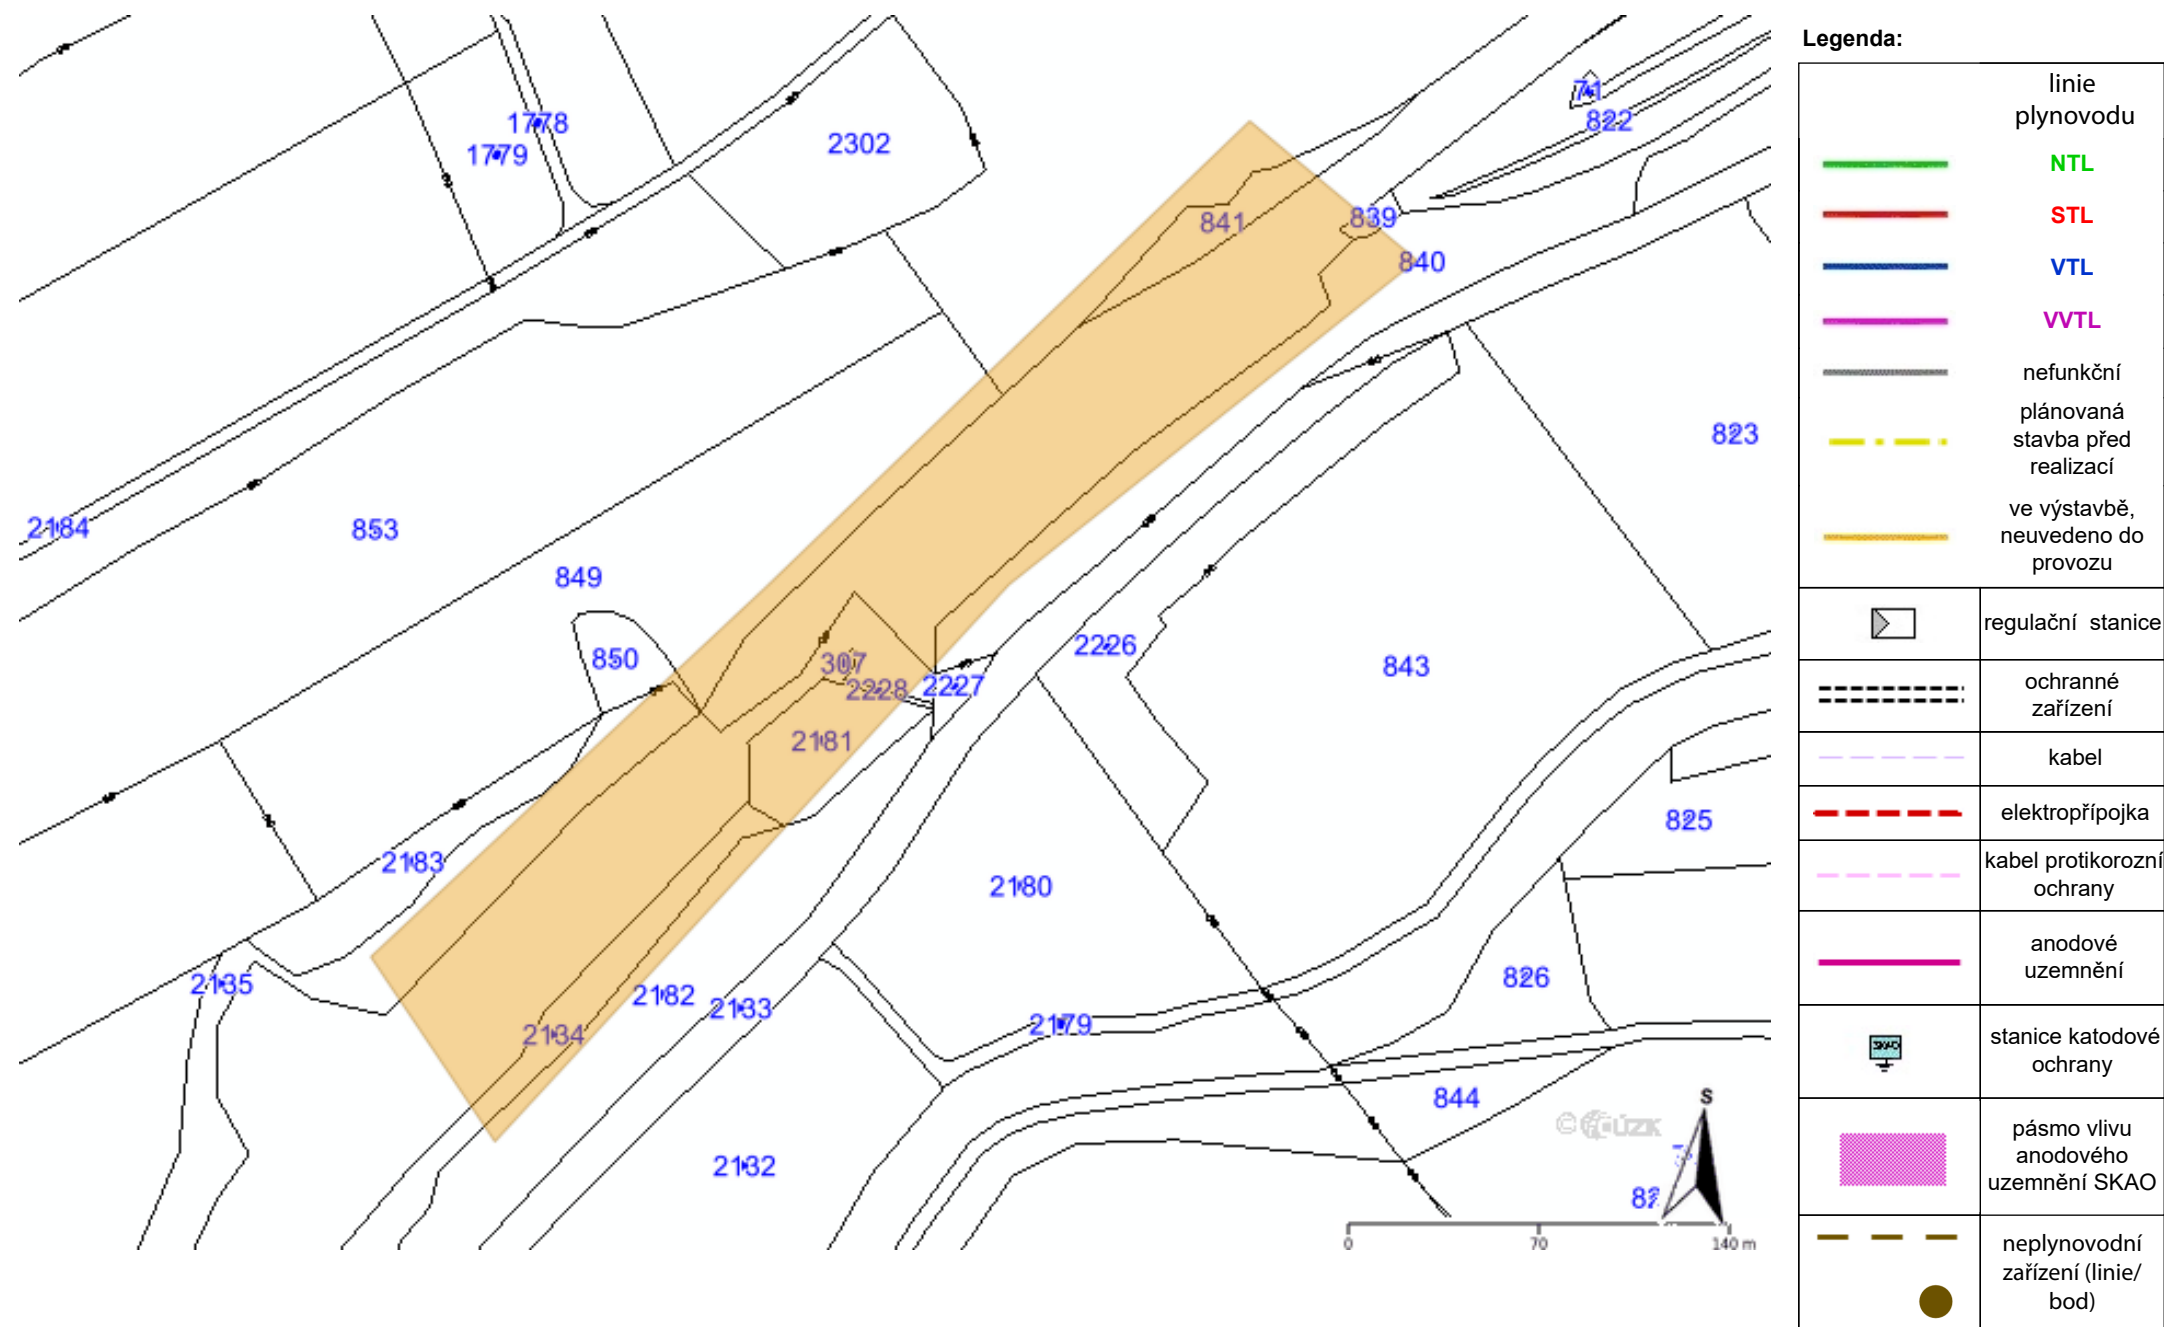 Legenda:
linie
plynovodu
NTL
STL
VTL
VVTL
nefunkční
plánovaná
stavba před
realizací
ve výstavbě,
neuvedeno do
provozu
regulační stanice
ochranné
zařízení
kabel
elektropřípojka
kabel protikorozní
ochrany
anodové
uzemnění
SKAO
stanice katodové
ochrany
pásmo vlivu
anodového
uzemnění SKAO
neplynovodní
zařízení (linie/
bod)
71
822
1778
1779
2302
841
839
840
823
2184
853
849
850
307
2228
2227
2226
843
2181
825
2183
2180
2135
2182
2133
826
2134
2179
844
2132
S
© ČÚZK
0 70 140 m